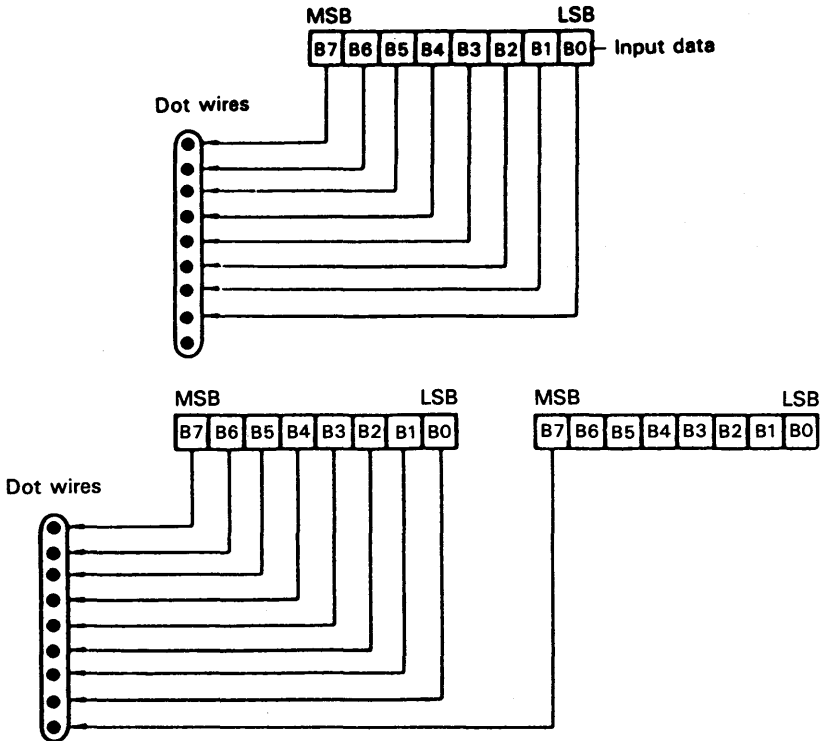 MSB LSB
B7 B6 B5 B4 B3 B2 B1 B0 Input data
Dot wires
MSB LSB MSB LSB
B7 B6 B5 B4 B3 B2 B1 B0 B7 B6 B5 B4 B3 B2 B1 B0
Dot wires